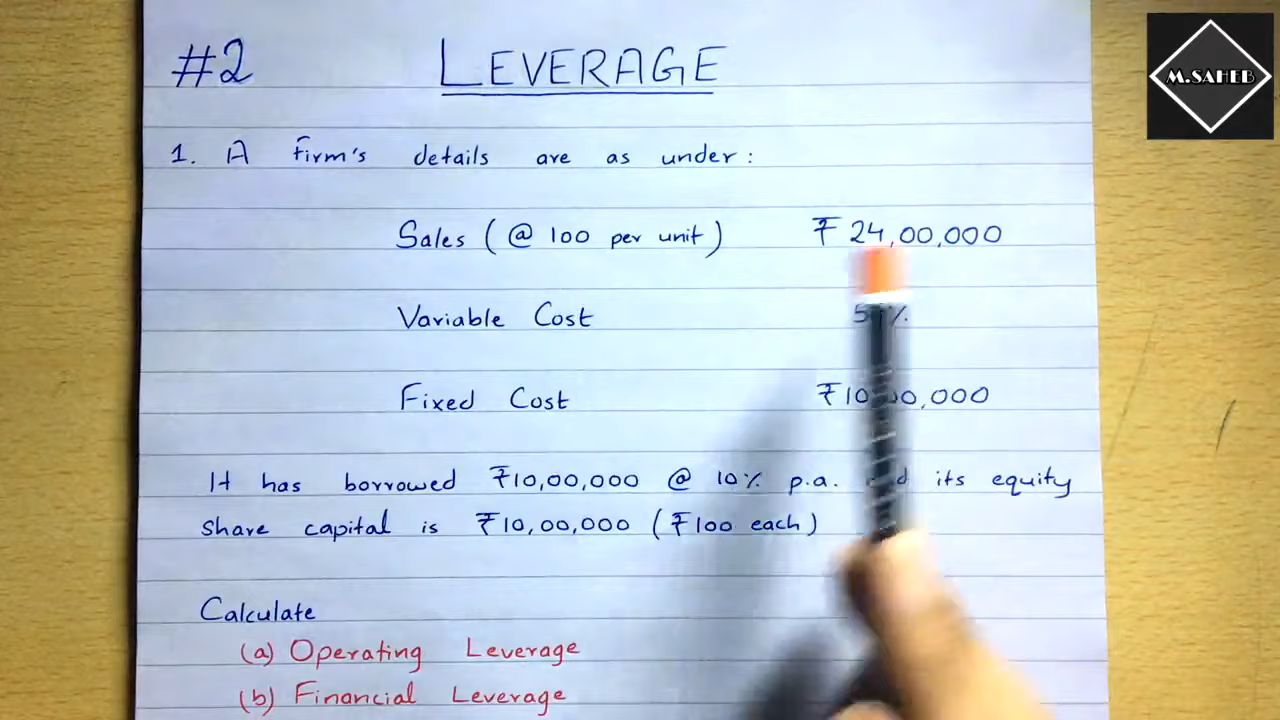 #2 LEVERAGE
M.SAHEB
1. A Firm's details are as under:
Sales (@ 100 per unit) ₹ 24,00,000
Variable Cost
Fixed Cost
It has borrowed ₹10,00,000 @ 10% p.a. its equity
share capital is ₹10,00,000 (₹100 each)
Calculate
(a) Operating Leverage
(b) Financial Leverage